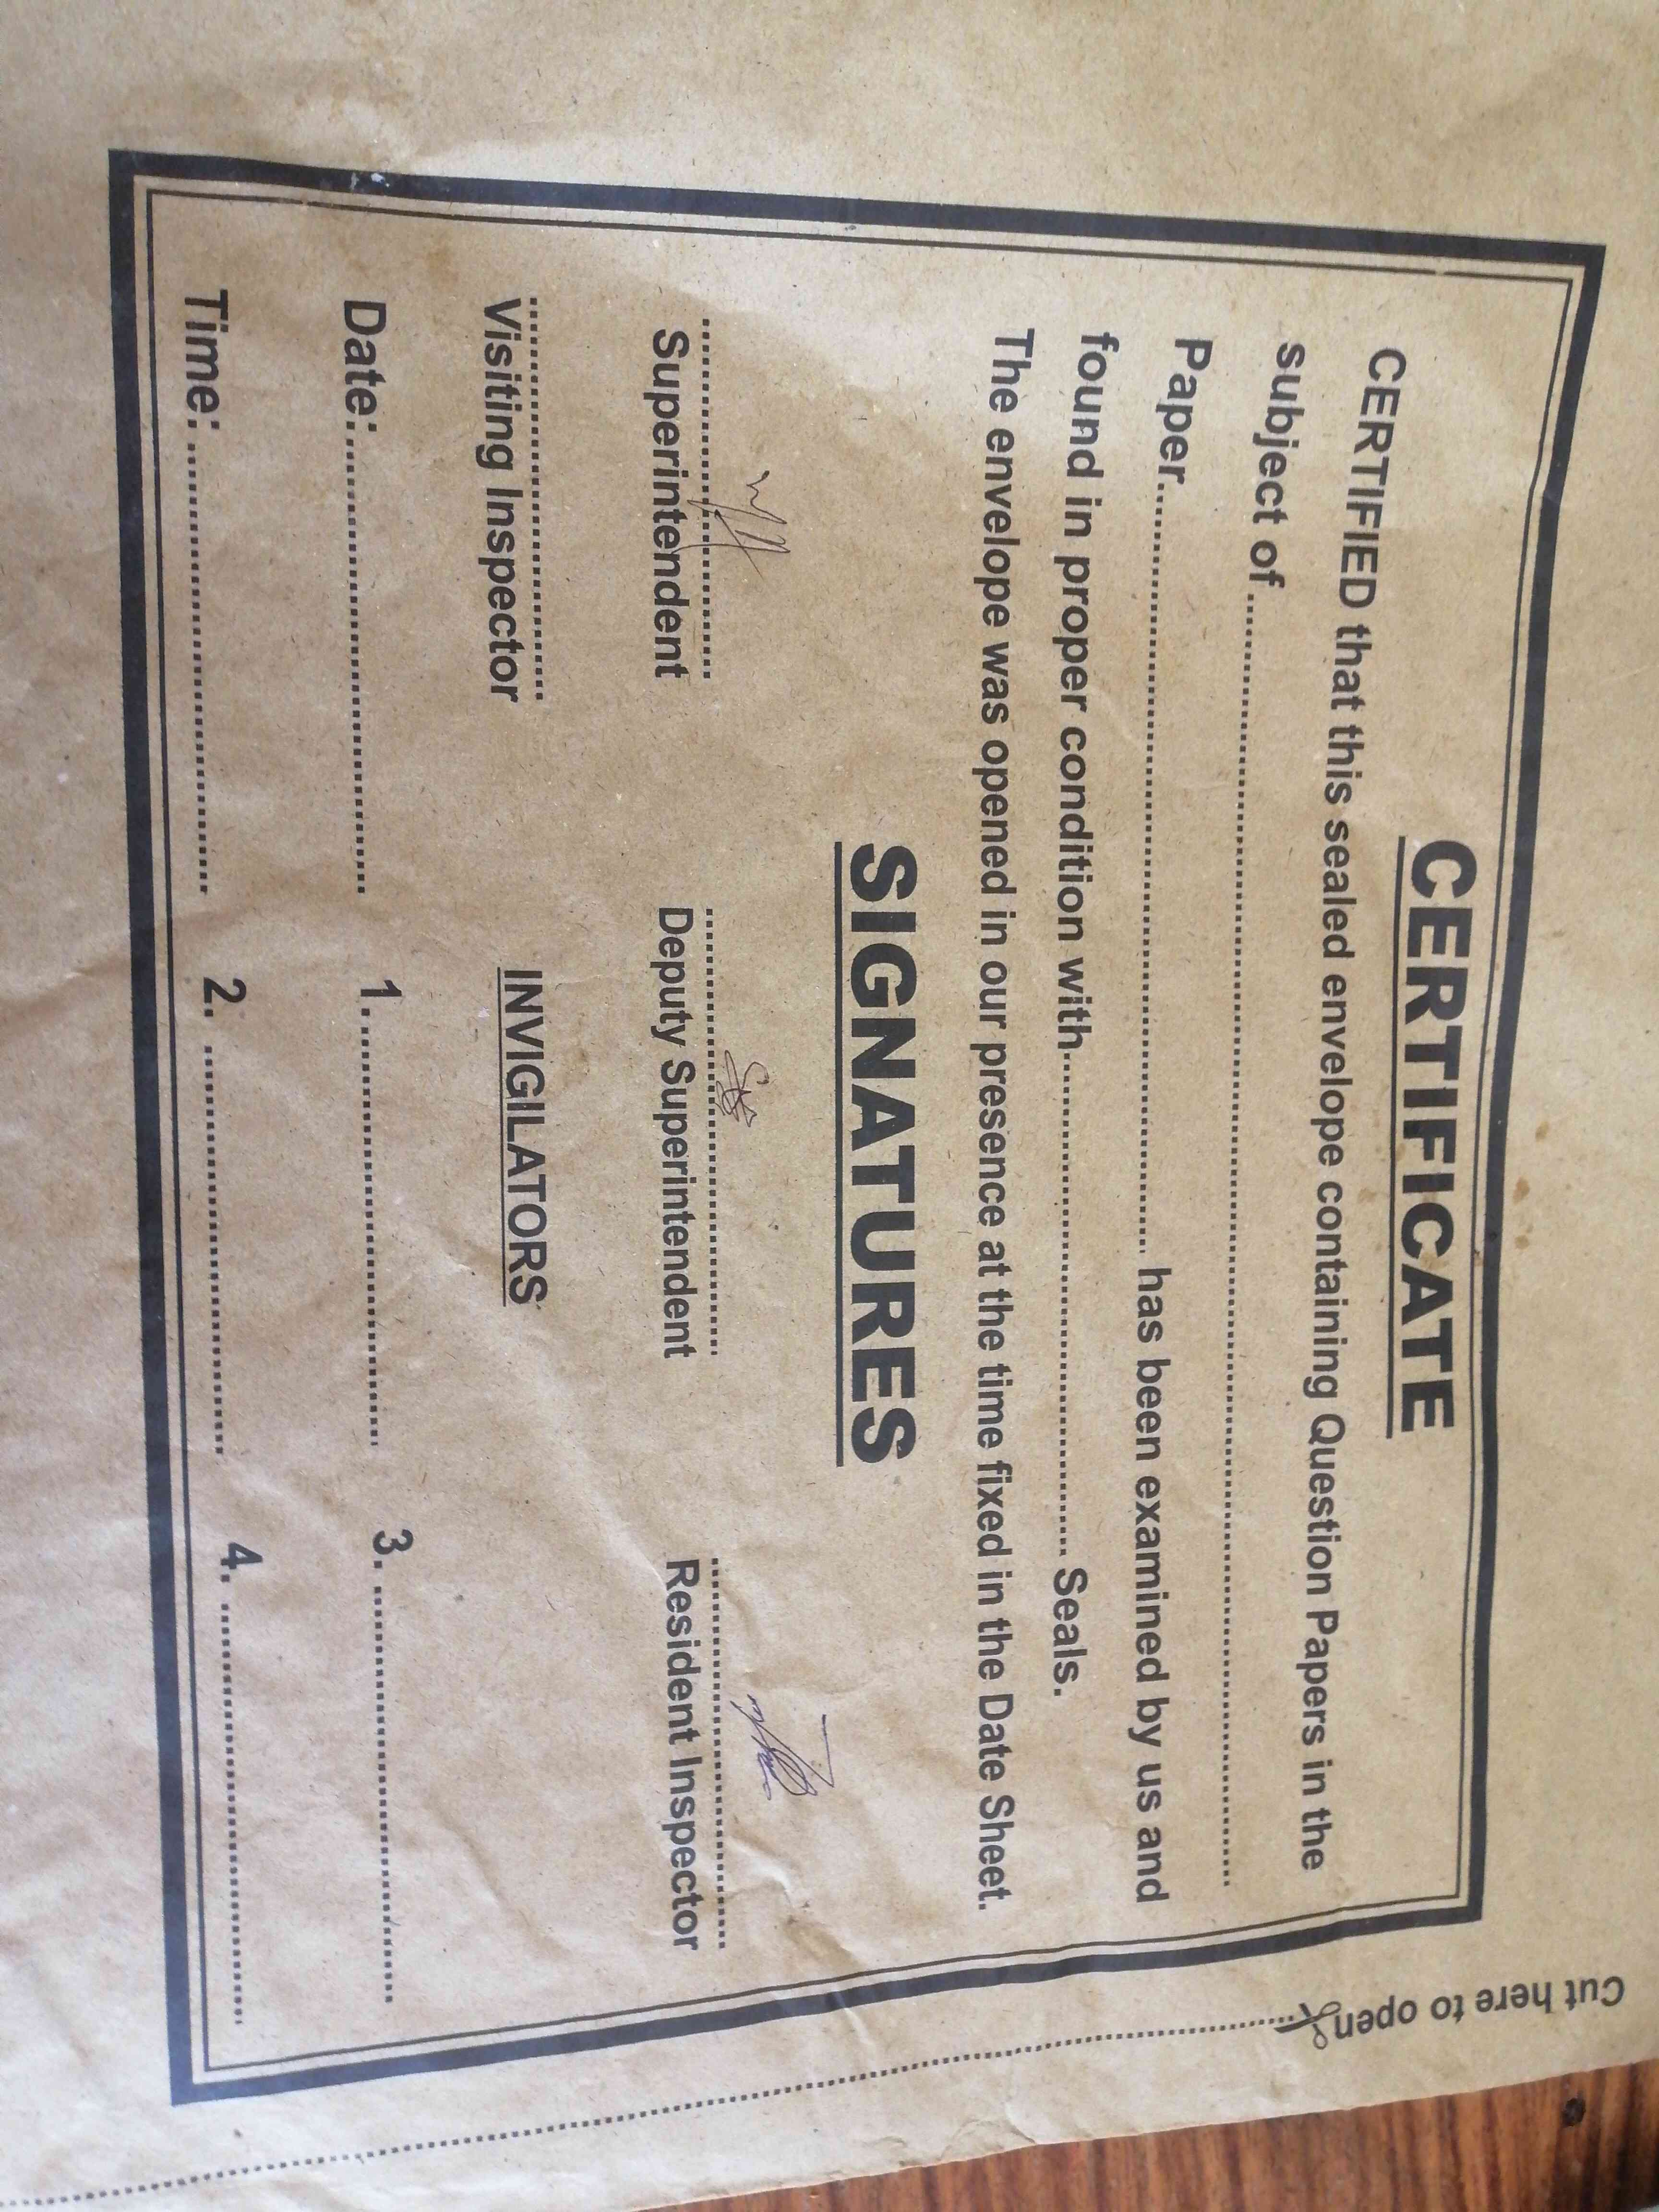 CERTIFICATE
CERTIFIED that this sealed envelope containing Question Papers in the
subject of........................................................................
Paper........................................................ has been examined by us and
found in proper condition with........................................ Seals.
The envelope was opened in our presence at the time fixed in the Date Sheet.
SIGNATURES
Superintendent Deputy Superintendent Resident Inspector
Visiting Inspector INVIGILATORS
Date:........................ 1......................... 3. ........................
Time: ........................ 2. ........................ 4. ........................
Cut here to open